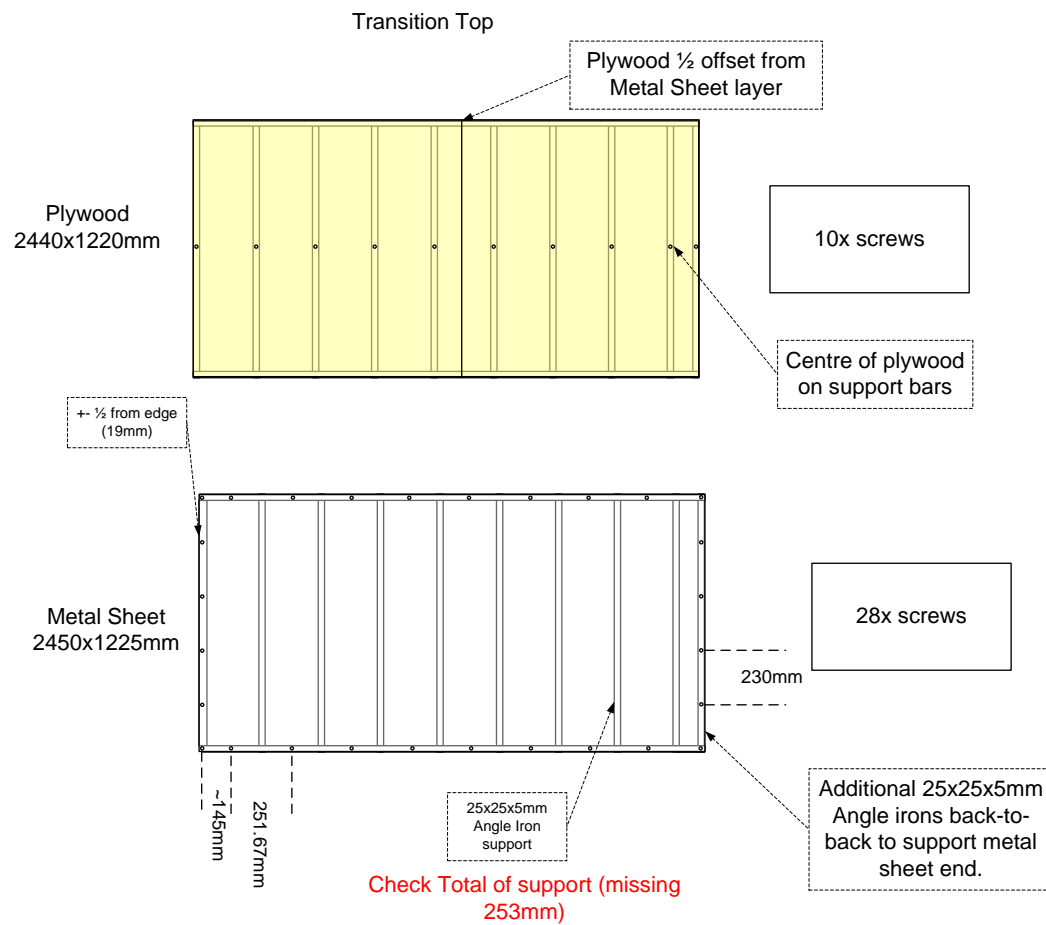 Transition Top
Plywood ½ offset from
Metal Sheet layer
Plywood
2440x1220mm
10x screws
Centre of plywood
on support bars
+- ½ from edge
(19mm)
Metal Sheet
2450x1225mm
28x screws
230mm
~145mm
251.67mm
25x25x5mm
Angle Iron
support
Additional 25x25x5mm
Angle irons back-to-
back to support metal
sheet end.
Check Total of support (missing
253mm)